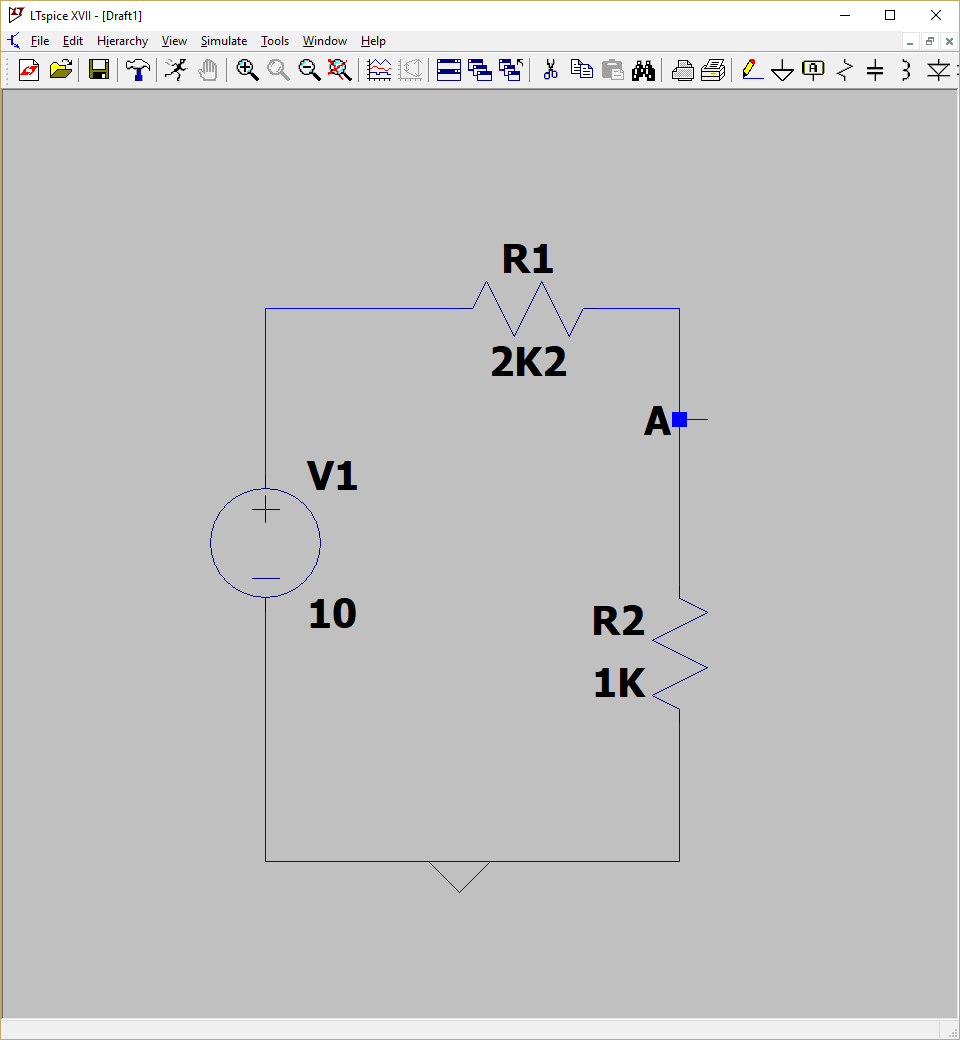 LTspice XVII - [Draft1]
File Edit Hierarchy View Simulate Tools Window Help
A
R1
2K2
A
V1
10
R2
1K